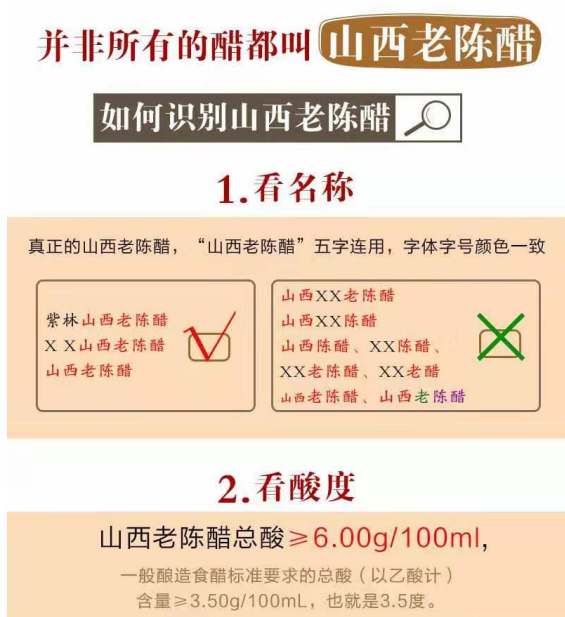 并非所有的醋都叫山西老陈醋
如何识别山西老陈醋
1.看名称
真正的山西老陈醋，“山西老陈醋”五字连用，字体字号颜色一致
紫林山西老陈醋
X X山西老陈醋
山西老陈醋
山西XX老陈醋
山西XX陈醋
山西陈醋、XX陈醋、
XX老陈醋、XX老醋
山西老陈醋、山西老陈醋
2.看酸度
山西老陈醋总酸≥6.00g/100ml,
一般酿造食醋标准要求的总酸（以乙酸计）
含量≥3.50g/100mL，也就是3.5度。